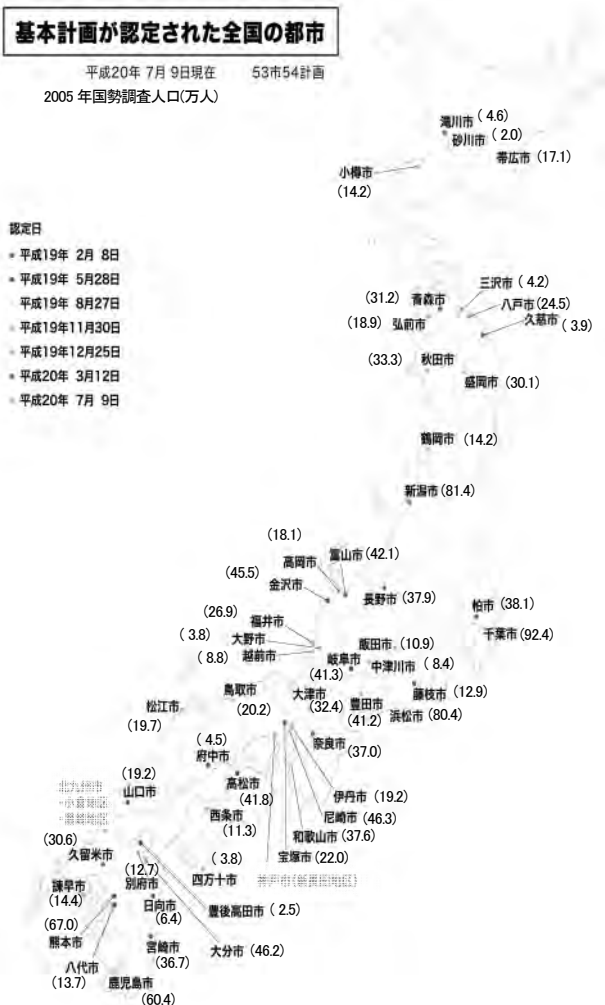 基本計画が認定された全国の都市
平成20年 7月 9日現在 53市54計画
2005 年国勢調査人口(万人)
滝川市 ( 4.6)
砂川市 ( 2.0)
帯広市 (17.1)
小樽市
(14.2)
認定日
平成19年 2月 8日
平成19年 5月28日
平成19年 8月27日
平成19年11月30日
平成19年12月25日
平成20年 3月12日
平成20年 7月 9日
三沢市 ( 4.2)
(31.2) 青森市
八戸市 (24.5)
(18.9) 弘前市
久慈市 ( 3.9)
(33.3) 秋田市
盛岡市 (30.1)
鶴岡市 (14.2)
新潟市 (81.4)
(18.1)
高岡市
富山市 (42.1)
(45.5)
金沢市
長野市 (37.9)
柏市 (38.1)
千葉市 (92.4)
(26.9) 福井市
( 3.8) 大野市
( 8.8) 越前市
飯田市 (10.9)
岐阜市
(41.3)
中津川市 ( 8.4)
鳥取市
(20.2)
大津市
(32.4)
豊田市
(41.2)
藤枝市 (12.9)
浜松市 (80.4)
松江市
(19.7)
奈良市
(37.0)
( 4.5)
府中市
(19.2)
山口市
高松市
(41.8)
伊丹市 (19.2)
尼崎市 (46.3)
西条市
(11.3)
和歌山市 (37.6)
宝塚市 (22.0)
(30.6)
久留米市
( 3.8)
四万十市
(12.7)
別府市
諫早市
(14.4)
日向市
(6.4)
豊後高田市 ( 2.5)
(67.0)
熊本市
宮崎市
(36.7)
大分市 (46.2)
八代市
(13.7)
鹿児島市
(60.4)